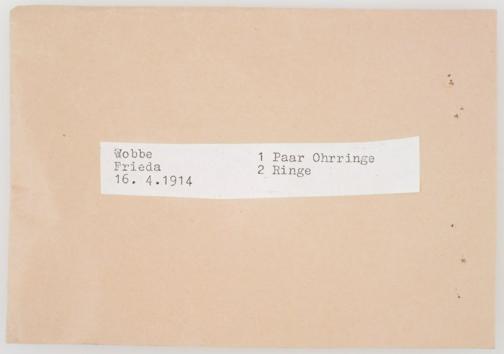 Wobbe
Frieda
16. 4.1914
1 Paar Ohrringe
2 Ringe